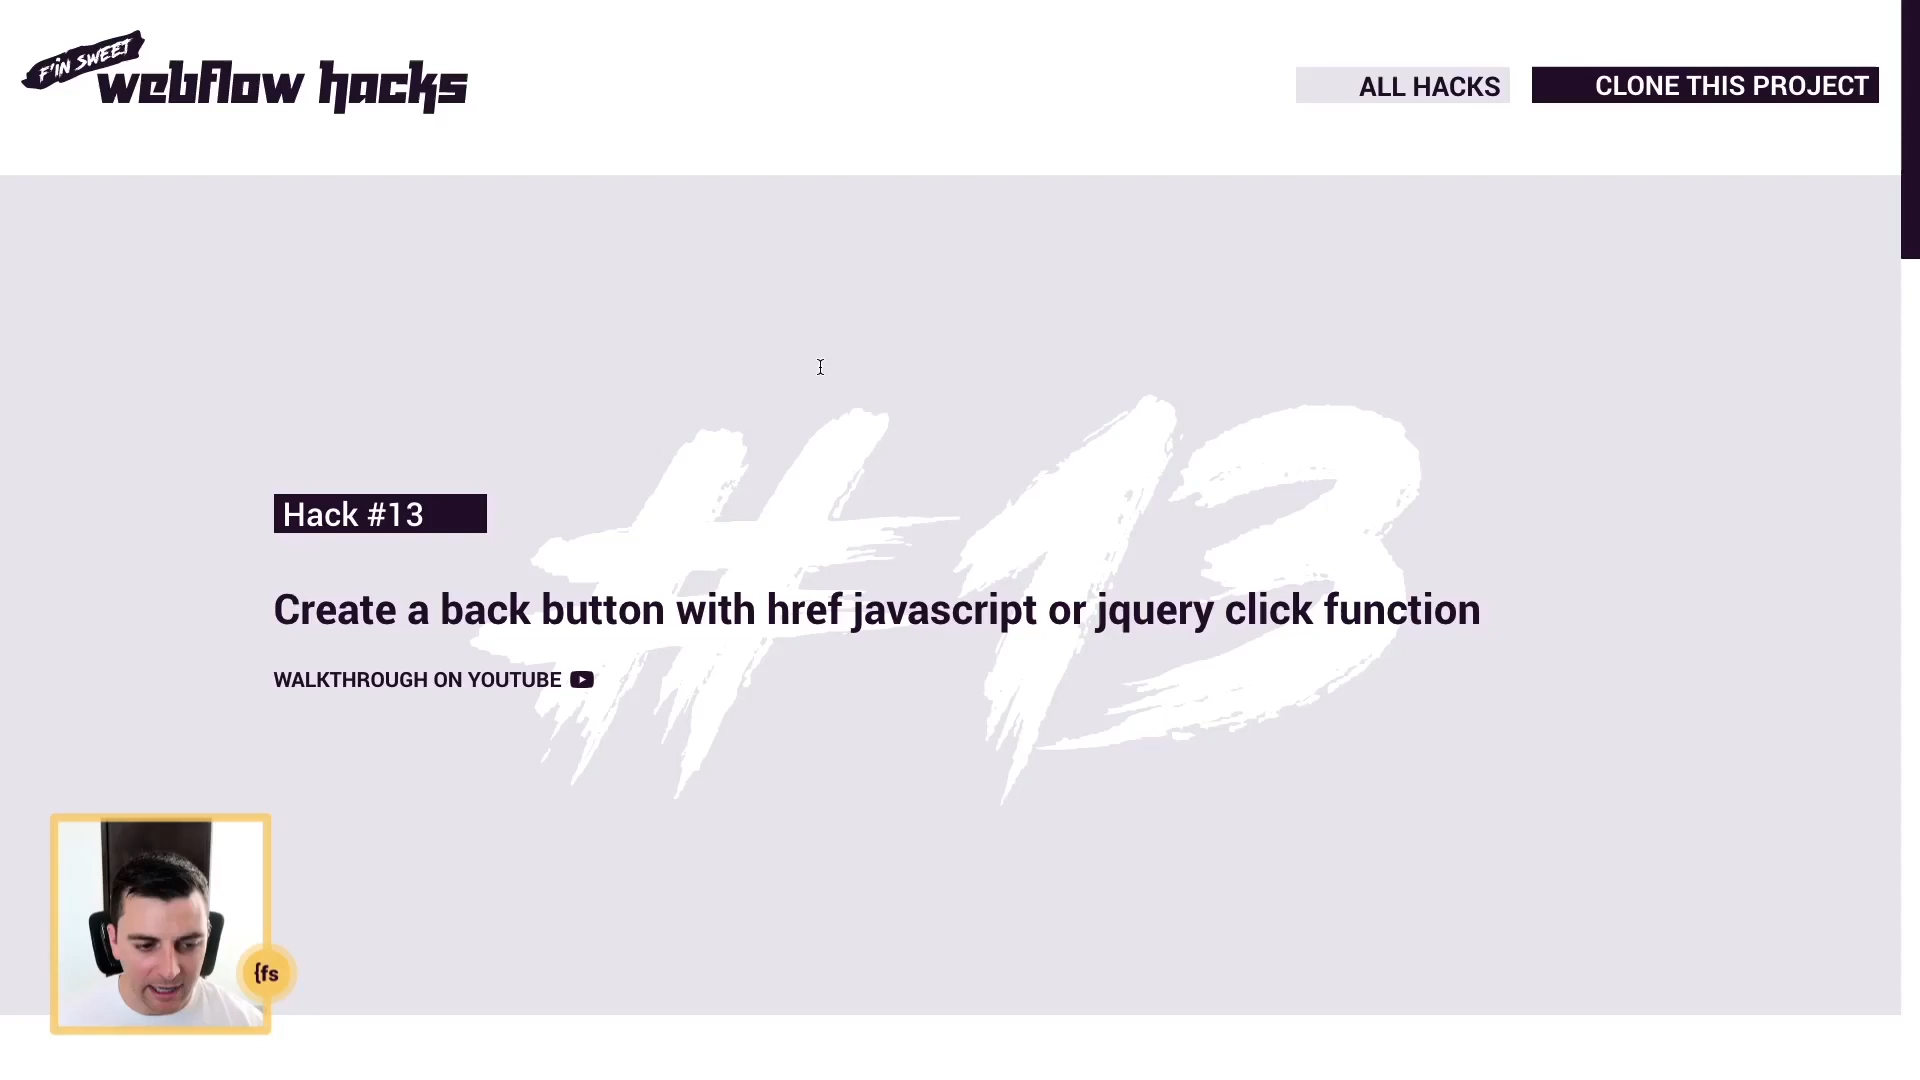 F'IN SWEET
webflow hacks
ALL HACKS
CLONE THIS PROJECT
#13
Hack #13
Create a back button with href javascript or jquery click function
WALKTHROUGH ON YOUTUBE
{fs